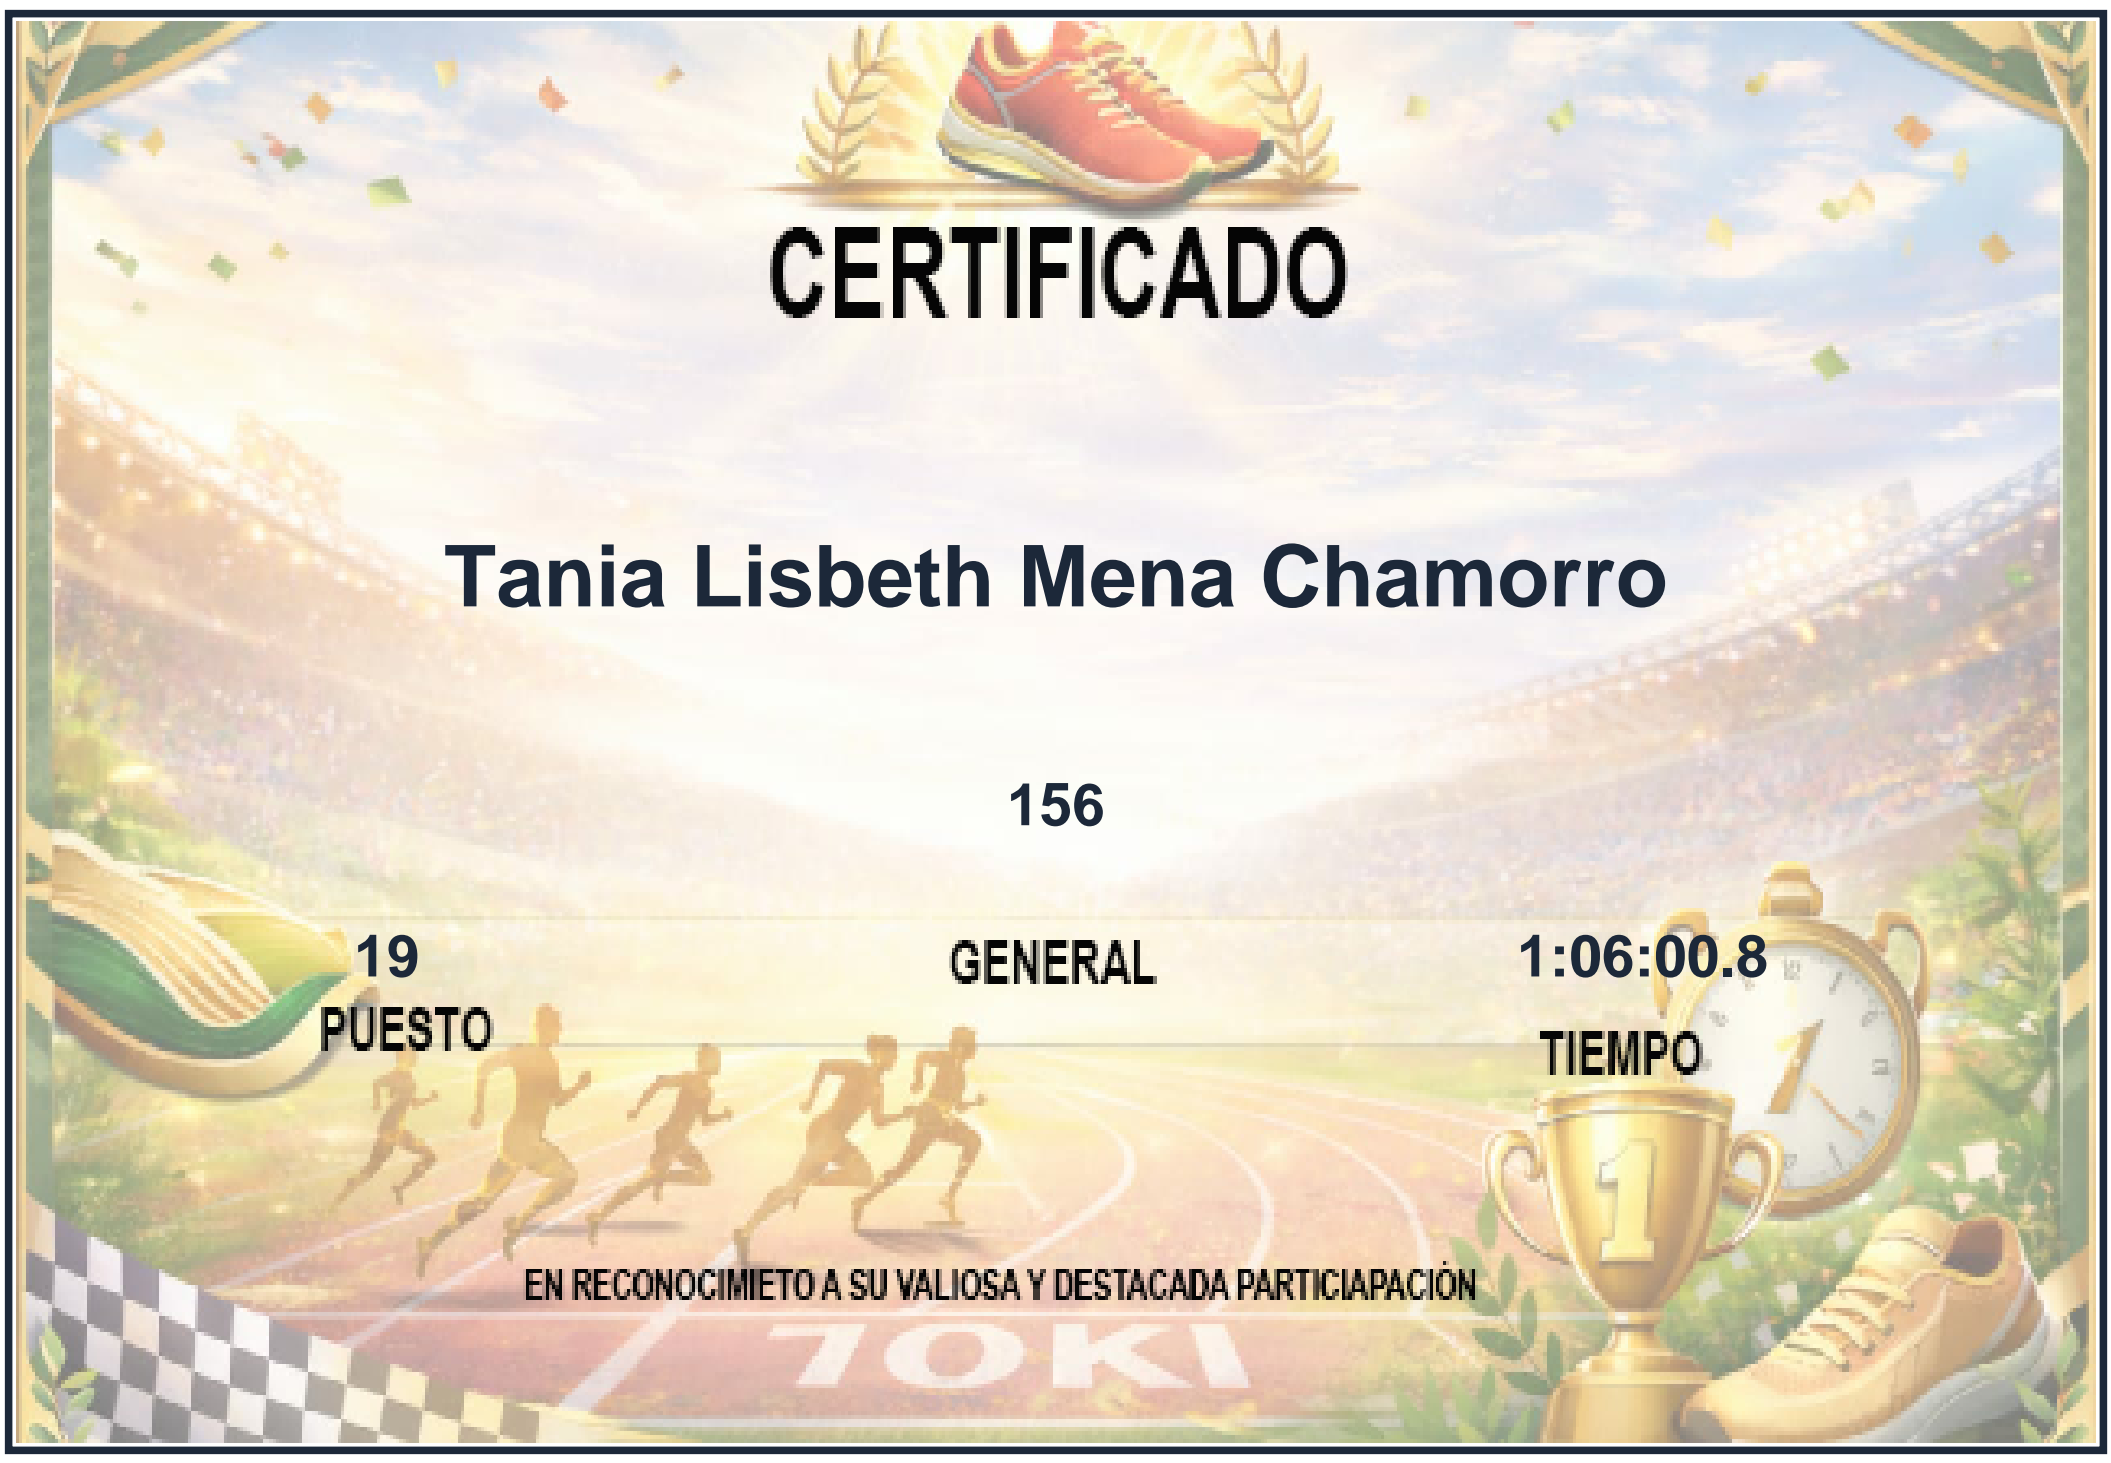 CERTIFICADO
Tania Lisbeth Mena Chamorro
156
19 GENERAL 1:06:00.8
PUESTO TIEMPO
1
EN RECONOCIMIETO A SU VALIOSA Y DESTACADA PARTICIAPACIÓN
10KI